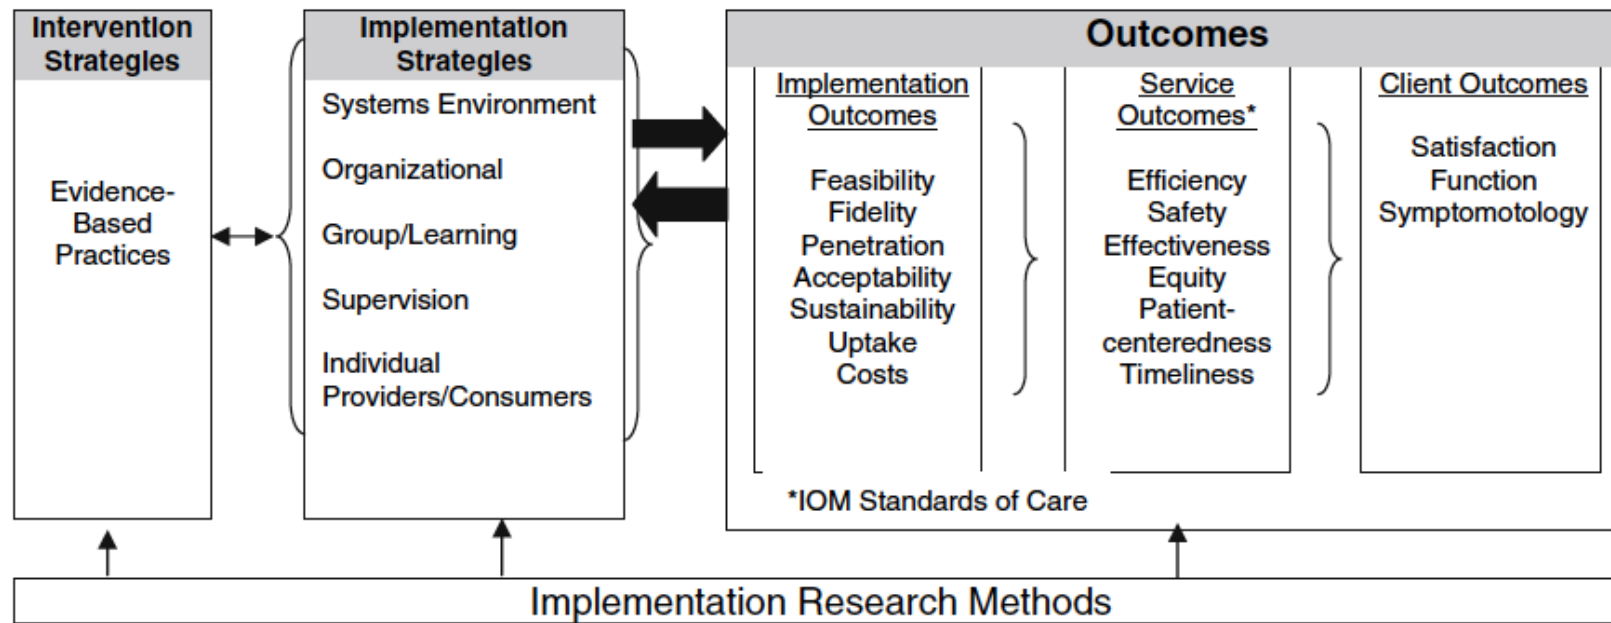 Intervention
Strategies
Evidence-
Based
Practices
Implementation
Strategies
Systems Environment
Organizational
Group/Learning
Supervision
Individual
Providers/Consumers
Outcomes
Implementation
Outcomes
Feasibility
Fidelity
Penetration
Acceptability
Sustainability
Uptake
Costs
Service
Outcomes*
Efficiency
Safety
Effectiveness
Equity
Patient-
centeredness
Timeliness
Client Outcomes
Satisfaction
Function
Symptomotology
*IOM Standards of Care
Implementation Research Methods